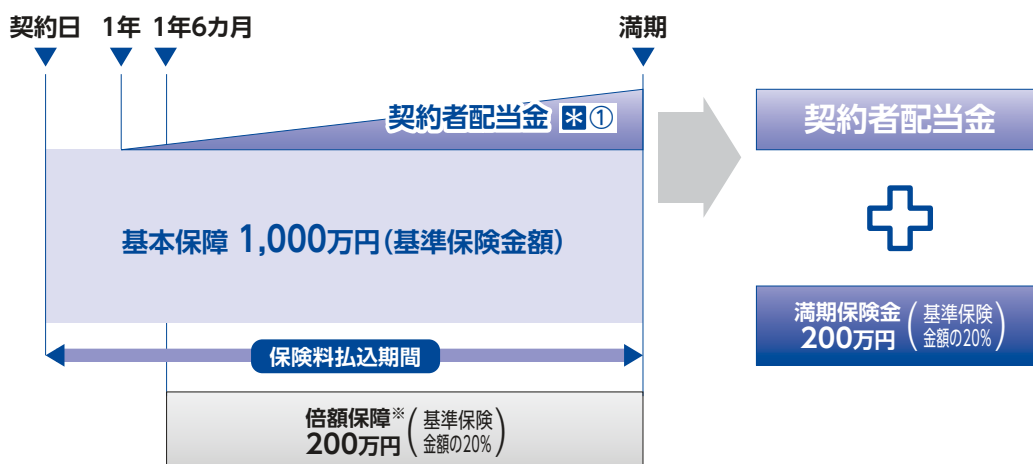 契約日 1年 1年6カ月 満期
契約者配当金 *①
基本保障 1,000万円(基準保険金額)
保険料払込期間
倍額保障※
200万円(基準保険
金額の20%)
契約者配当金
満期保険金
200万円(基準保険
金額の20%)